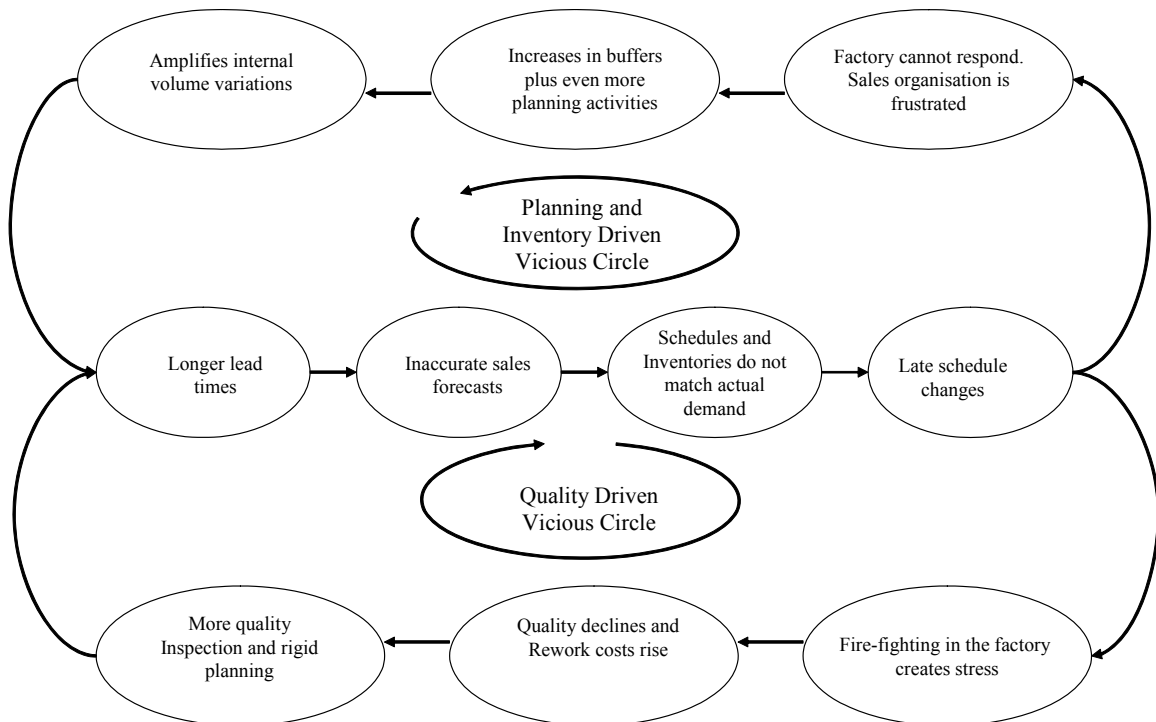 Amplifies internal
volume variations
Increases in buffers
plus even more
planning activities
Factory cannot respond.
Sales organisation is
frustrated
Planning and
Inventory Driven
Vicious Circle
Longer lead
times
Inaccurate sales
forecasts
Schedules and
Inventories do not
match actual
demand
Late schedule
changes
Quality Driven
Vicious Circle
More quality
Inspection and rigid
planning
Quality declines and
Rework costs rise
Fire-fighting in the factory
creates stress